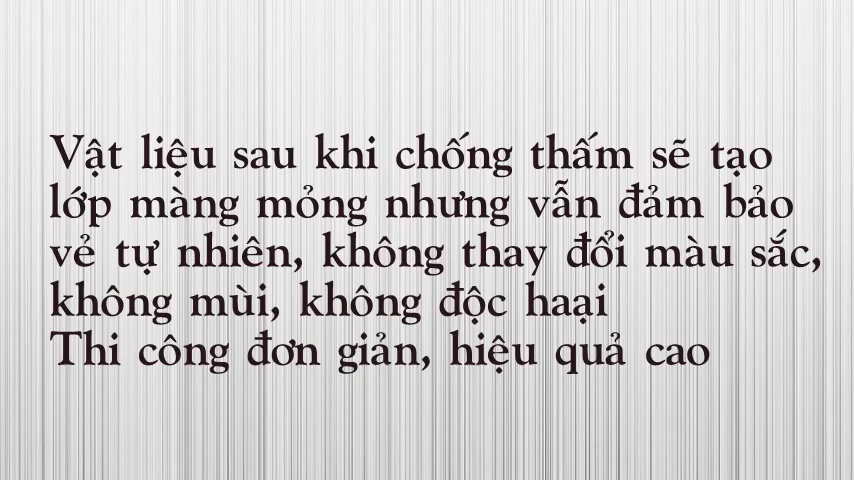 Vật liệu sau khi chống thấm sẽ tạo
lớp màng mỏng nhưng vẫn đảm bảo
vẻ tự nhiên, không thay đổi màu sắc,
không mùi, không độc haại
Thi công đơn giản, hiệu quả cao